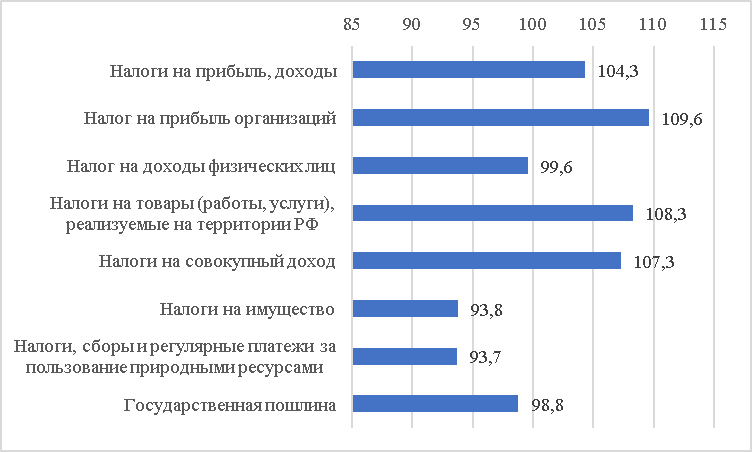 85 90 95 100 105 110 115
Налоги на прибыль, доходы 104,3
Налог на прибыль организаций 109,6
Налог на доходы физических лиц 99,6
Налоги на товары (работы, услуги),
реализуемые на территории РФ 108,3
Налоги на совокупный доход 107,3
Налоги на имущество 93,8
Налоги, сборы и регулярные платежи за
пользование природными ресурсами 93,7
Государственная пошлина 98,8